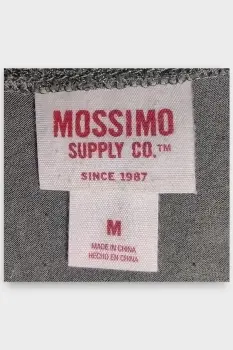 MOSSIMO
SUPPLY CO.™
SINCE 1987
M
MADE IN CHINA
HECHO EN CHINA